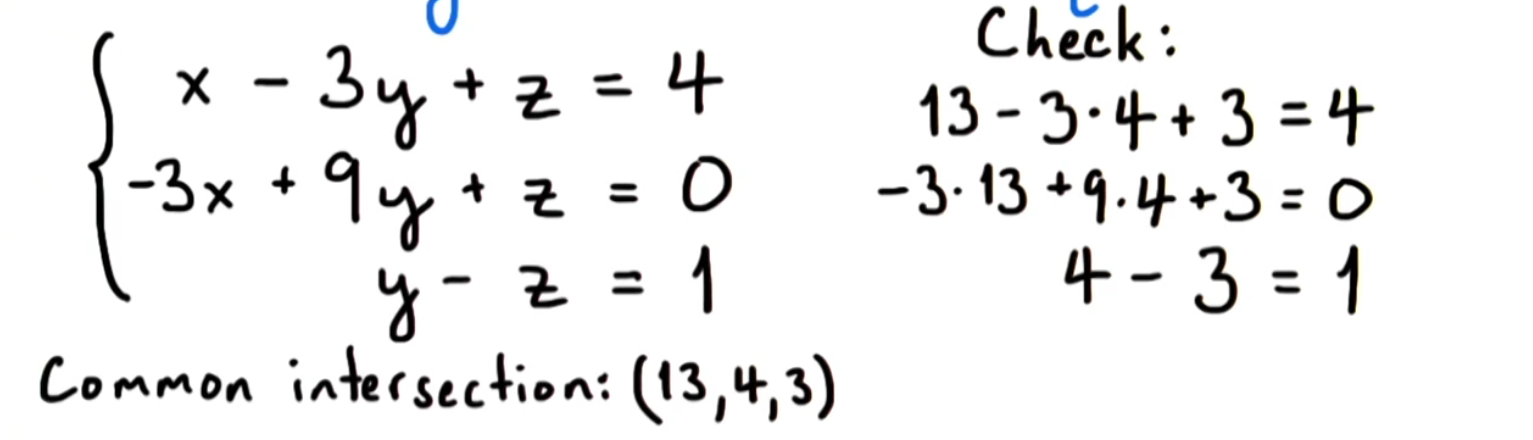 x - 3y + z = 4
-3x + 9y + z = 0
y - z = 1
Check:
13 - 3·4 + 3 = 4
-3·13 + 9·4 + 3 = 0
4 - 3 = 1
Common intersection: (13,4,3)